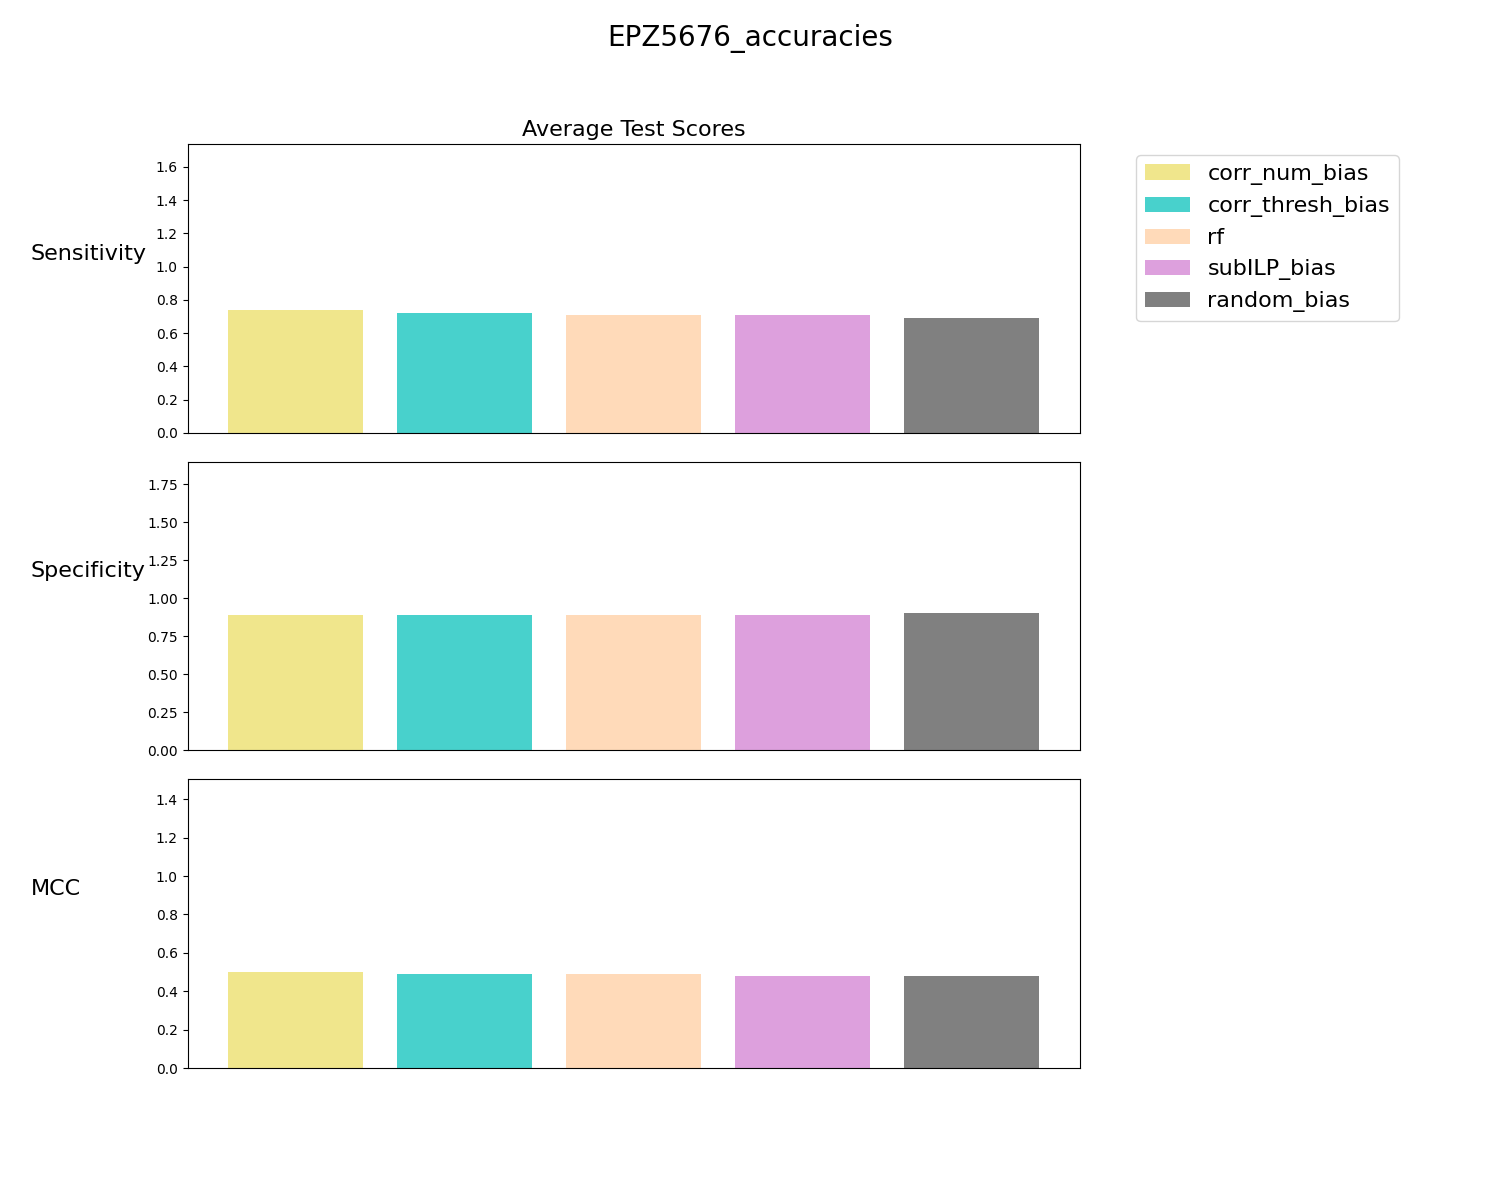 EPZ5676_accuracies
Average Test Scores
Sensitivity
1.6
1.4
1.2
1.0
0.8
0.6
0.4
0.2
0.0
corr_num_bias
corr_thresh_bias
rf
subILP_bias
random_bias
Specificity
1.75
1.50
1.25
1.00
0.75
0.50
0.25
0.00
MCC
1.4
1.2
1.0
0.8
0.6
0.4
0.2
0.0